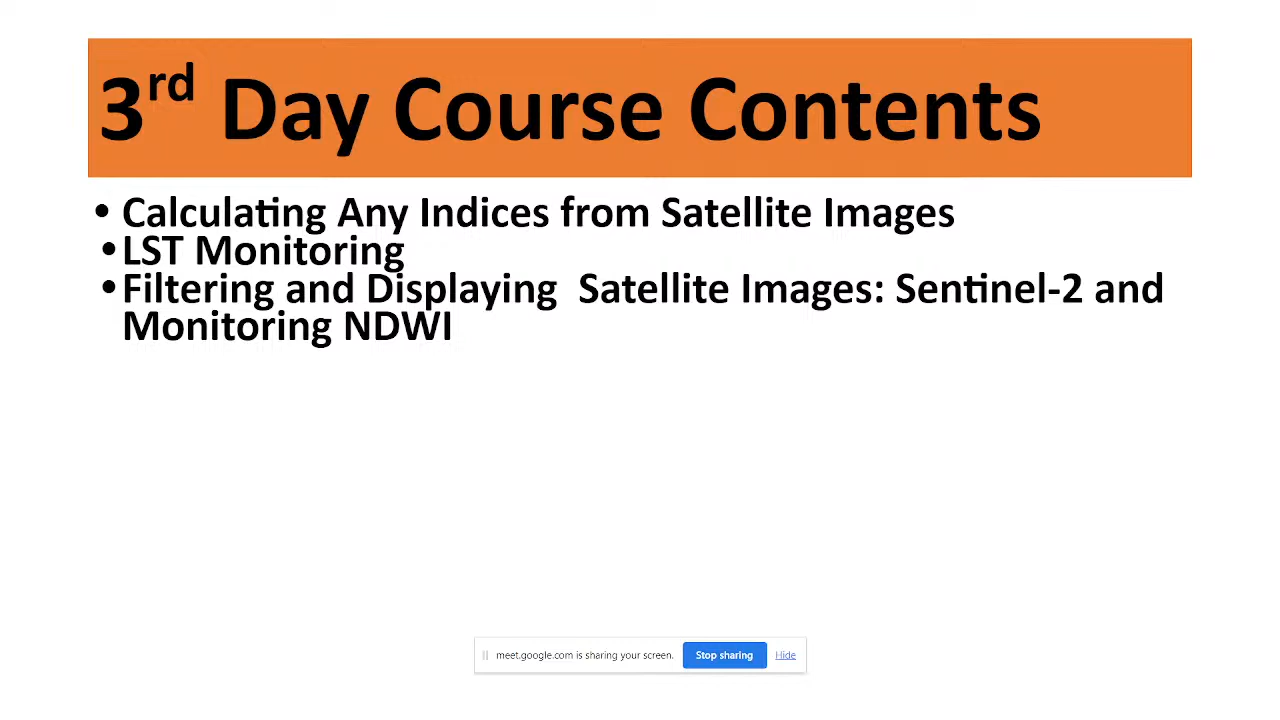 3rd Day Course Contents
• Calculating Any Indices from Satellite Images
•LST Monitoring
•Filtering and Displaying  Satellite Images: Sentinel-2 and
Monitoring NDWI
meet.google.com is sharing your screen. Stop sharing Hide